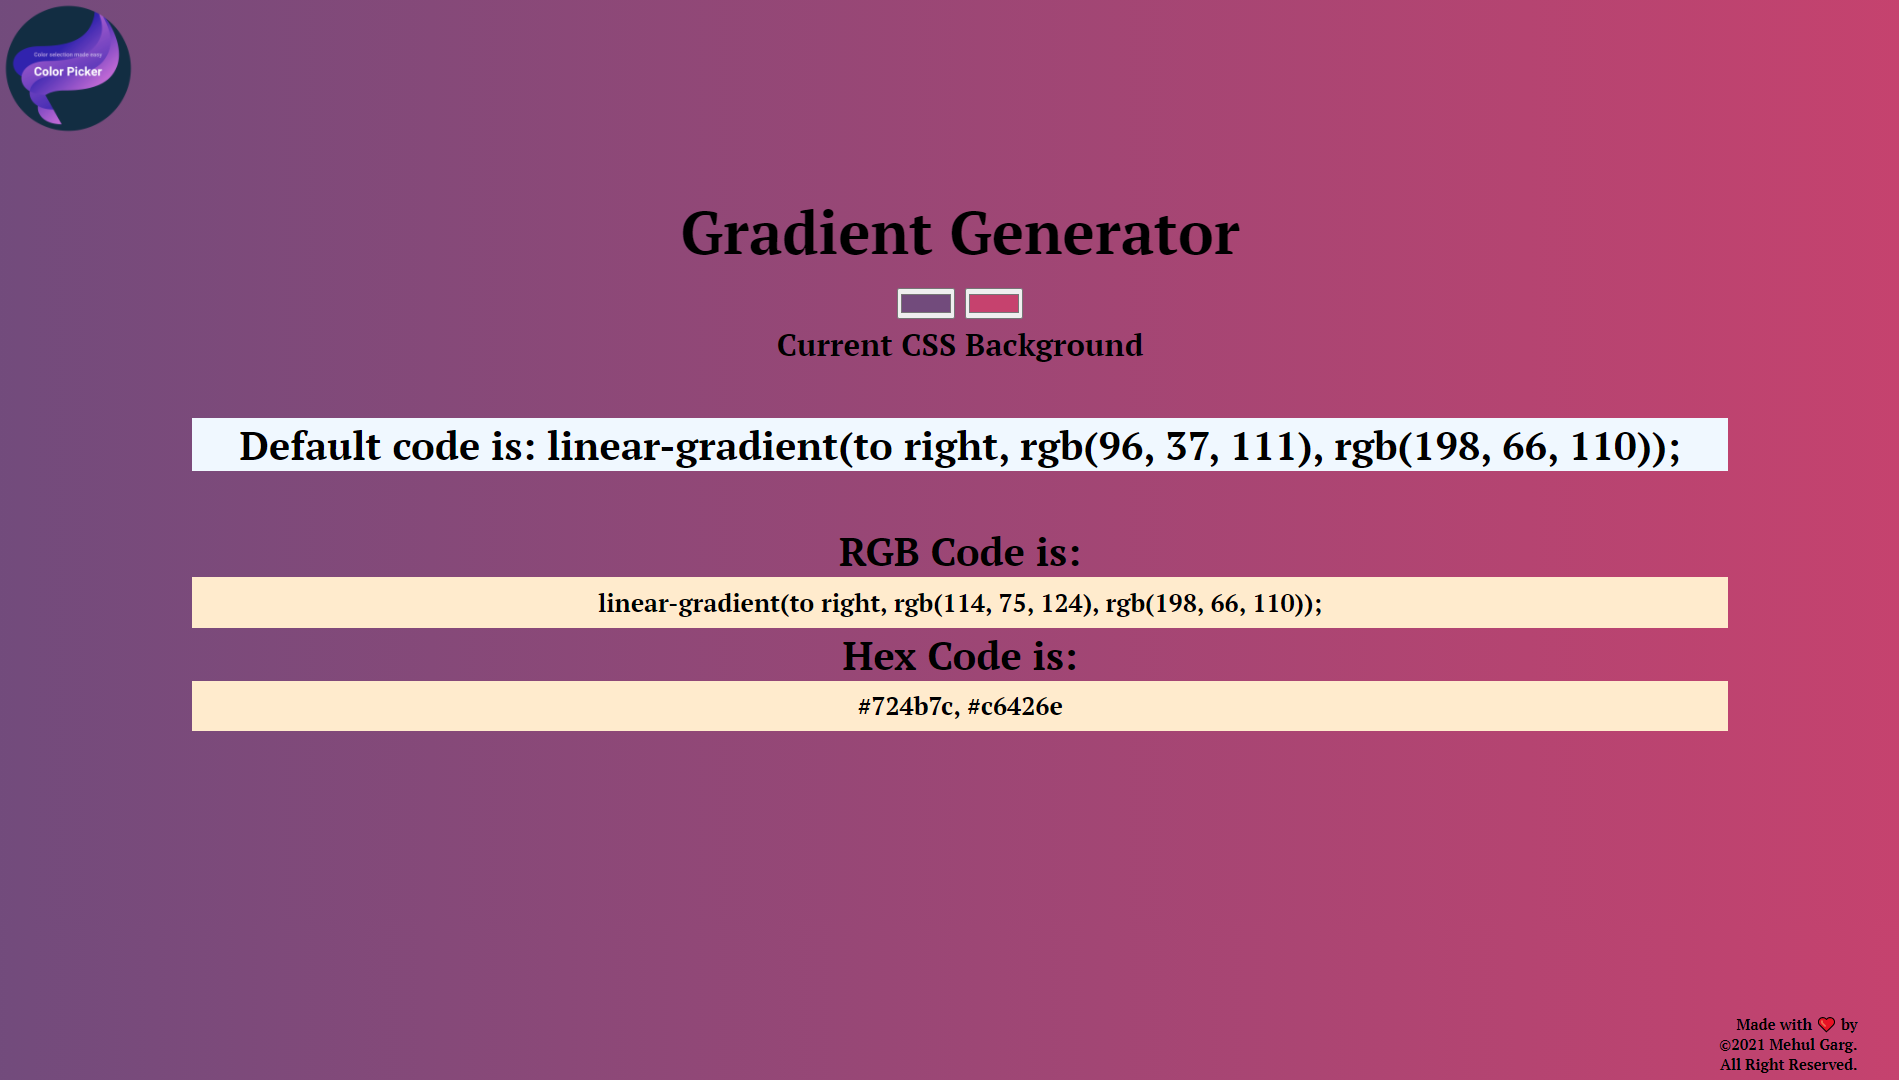 Color selection made easy
Color Picker
Gradient Generator
Current CSS Background
Default code is: linear-gradient(to right, rgb(96, 37, 111), rgb(198, 66, 110));
RGB Code is:
linear-gradient(to right, rgb(114, 75, 124), rgb(198, 66, 110));
Hex Code is:
#724b7c, #c6426e
Made with ❤️ by
©2021 Mehul Garg.
All Right Reserved.